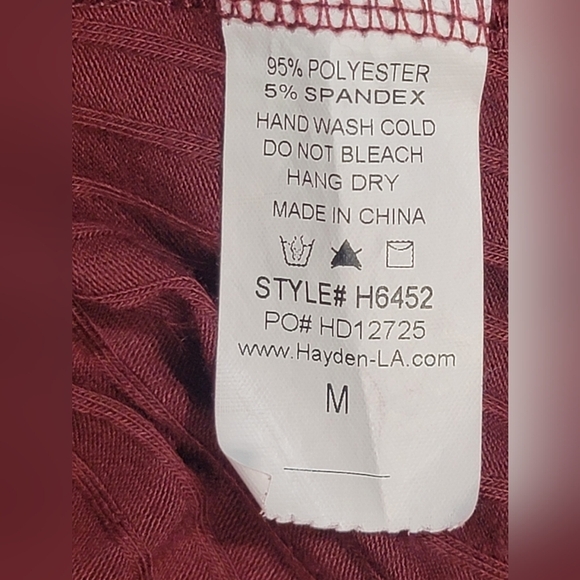 95% POLYESTER
5% SPANDEX
HAND WASH COLD
DO NOT BLEACH
HANG DRY
MADE IN CHINA
STYLE# H6452
PO# HD12725
www.Hayden-LA.com
M